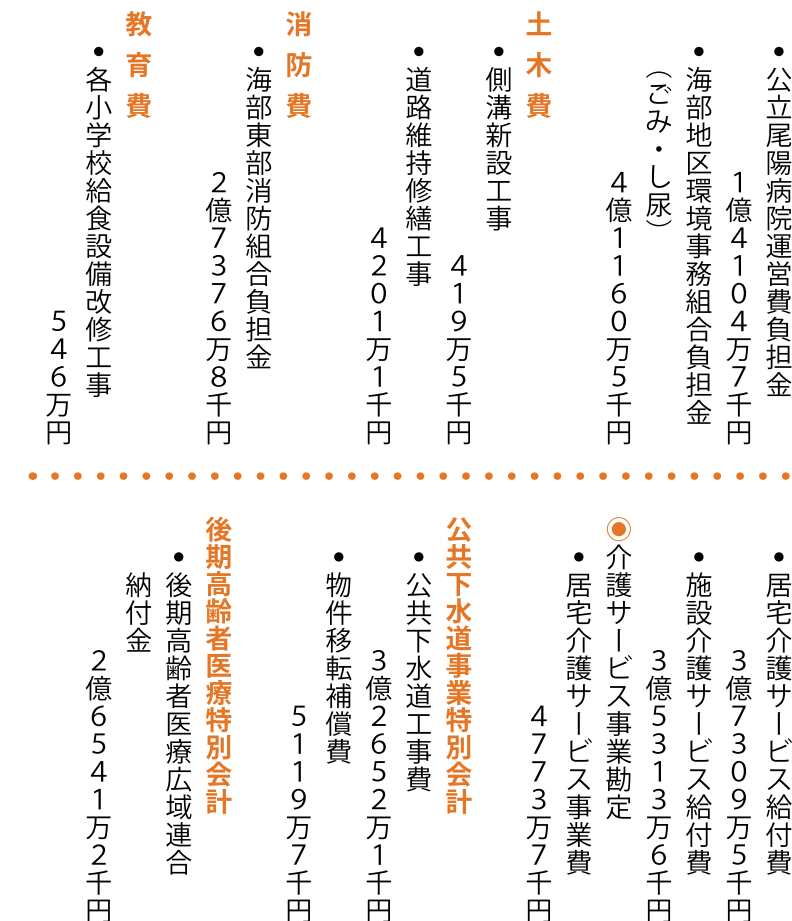 ●公立尾陽病院運営費負担金
1億4104万7千円
●海部地区環境事務組合負担金
（ごみ・し尿）
4億1160万5千円
土木費
●側溝新設工事
419万5千円
●道路維持修繕工事
4201万1千円
消防費
●海部東部消防組合負担金
2億7376万8千円
教育費
●各小学校給食設備改修工事
546万円
●居宅介護サービス給付費
3億7309万5千円
●施設介護サービス給付費
3億5313万6千円
◉介護サービス事業勘定
●居宅介護サービス事業費
4773万7千円
公共下水道事業特別会計
●公共下水道工事費
3億2652万1千円
●物件移転補償費
5119万7千円
後期高齢者医療特別会計
●後期高齢者医療広域連合
納付金
2億6541万2千円